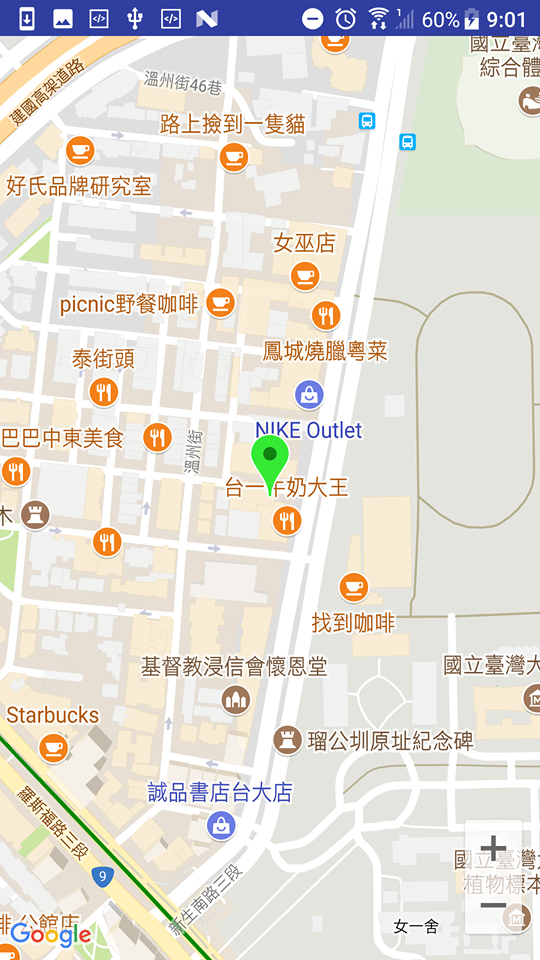 60% 9:01
國立臺灣
綜合體
溫州街46巷
建國高架道路
路上撿到一隻貓
好氏品牌研究室
女巫店
picnic野餐咖啡
鳳城燒臘粵菜
泰街頭
NIKE Outlet
巴巴中東美食
溫州街
台一牛奶大王
木
找到咖啡
基督教浸信會懷恩堂
國立臺灣大
Starbucks
瑠公圳原址紀念碑
誠品書店台大店
羅斯福路三段
9
新生南路三段
國立臺灣
植物標本
+
−
啡 公館店
女一舍
Google